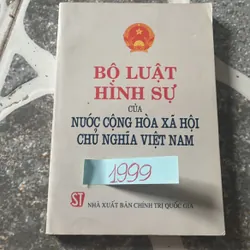 BỘ LUẬT
HÌNH SỰ
CỦA
NƯỚC CỘNG HÒA XÃ HỘI
CHỦ NGHĨA VIỆT NAM
1999
ST
NHÀ XUẤT BẢN CHÍNH TRỊ QUỐC GIA